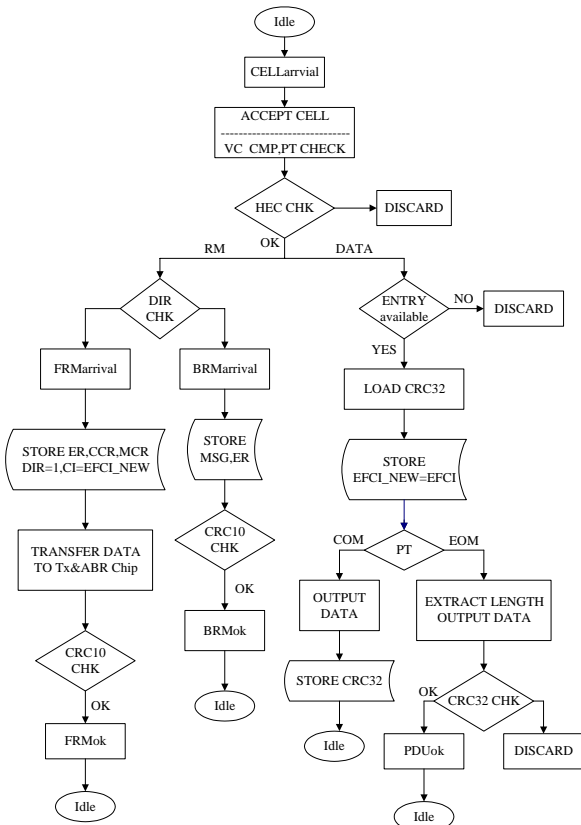 Idle
CELLarrvial
ACCEPT CELL
--------------------------------
VC CMP,PT CHECK
HEC CHK
DISCARD
OK
RM
DATA
DIR
CHK
ENTRY
available
NO
DISCARD
YES
FRMarrival
BRMarrival
LOAD CRC32
STORE ER,CCR,MCR
DIR=1,CI=EFCI_NEW
STORE
MSG,ER
STORE
EFCI_NEW=EFCI
TRANSFER DATA
TO Tx&ABR Chip
CRC10
CHK
OK
COM
PT
EOM
OUTPUT
DATA
EXTRACT LENGTH
OUTPUT DATA
BRMok
CRC10
CHK
OK
STORE CRC32
OK
CRC32 CHK
Idle
FRMok
Idle
PDUok
DISCARD
Idle
Idle